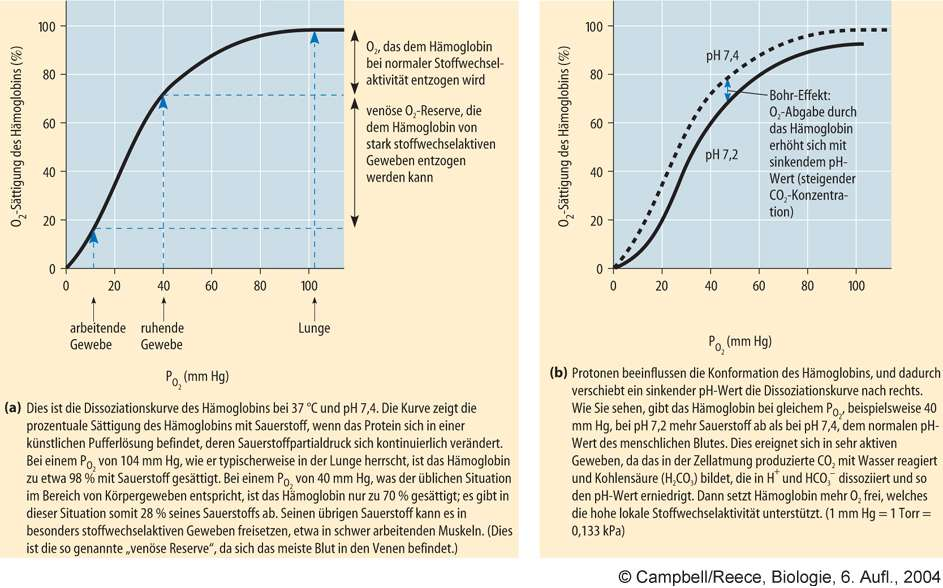 O₂-Sättigung des Hämoglobins (%)
100
80
60
40
20
0
0 20 40 60 80 100
arbeitende
Gewebe
ruhende
Gewebe
Lunge
P_O₂ (mm Hg)
O₂, das dem Hämoglobin
bei normaler Stoffwechsel-
aktivität entzogen wird
venöse O₂-Reserve, die
dem Hämoglobin von
stark stoffwechselaktiven
Geweben entzogen
werden kann
(a) Dies ist die Dissoziationskurve des Hämoglobins bei 37 °C und pH 7,4. Die Kurve zeigt die
prozentuale Sättigung des Hämoglobins mit Sauerstoff, wenn das Protein sich in einer
künstlichen Pufferlösung befindet, deren Sauerstoffpartialdruck sich kontinuierlich verändert.
Bei einem P_O₂ von 104 mm Hg, wie er typischerweise in der Lunge herrscht, ist das Hämoglobin
zu etwa 98 % mit Sauerstoff gesättigt. Bei einem P_O₂ von 40 mm Hg, was der üblichen Situation
im Bereich von Körpergeweben entspricht, ist das Hämoglobin nur zu 70 % gesättigt; es gibt in
dieser Situation somit 28 % seines Sauerstoffs ab. Seinen übrigen Sauerstoff kann es in
besonders stoffwechselaktiven Geweben freisetzen, etwa in schwer arbeitenden Muskeln. (Dies
ist die so genannte „venöse Reserve“, da sich das meiste Blut in den Venen befindet.)
O₂-Sättigung des Hämoglobins (%)
100
80
60
40
20
0
0 20 40 60 80 100
pH 7,4
pH 7,2
Bohr-Effekt:
O₂-Abgabe durch
das Hämoglobin
erhöht sich mit
sinkendem pH-
Wert (steigender
CO₂-Konzentra-
tion)
P_O₂ (mm Hg)
(b) Protonen beeinflussen die Konformation des Hämoglobins, und dadurch
verschiebt ein sinkender pH-Wert die Dissoziationskurve nach rechts.
Wie Sie sehen, gibt das Hämoglobin bei gleichem P_O₂, beispielsweise 40
mm Hg, bei pH 7,2 mehr Sauerstoff ab als bei pH 7,4, dem normalen pH-
Wert des menschlichen Blutes. Dies ereignet sich in sehr aktiven
Geweben, da das in der Zellatmung produzierte CO₂ mit Wasser reagiert
und Kohlensäure (H₂CO₃) bildet, die in H⁺ und HCO₃⁻ dissoziiert und so
den pH-Wert erniedrigt. Dann setzt Hämoglobin mehr O₂ frei, welches
die hohe lokale Stoffwechselaktivität unterstützt. (1 mm Hg = 1 Torr =
0,133 kPa)
© Campbell/Reece, Biologie, 6. Aufl., 2004